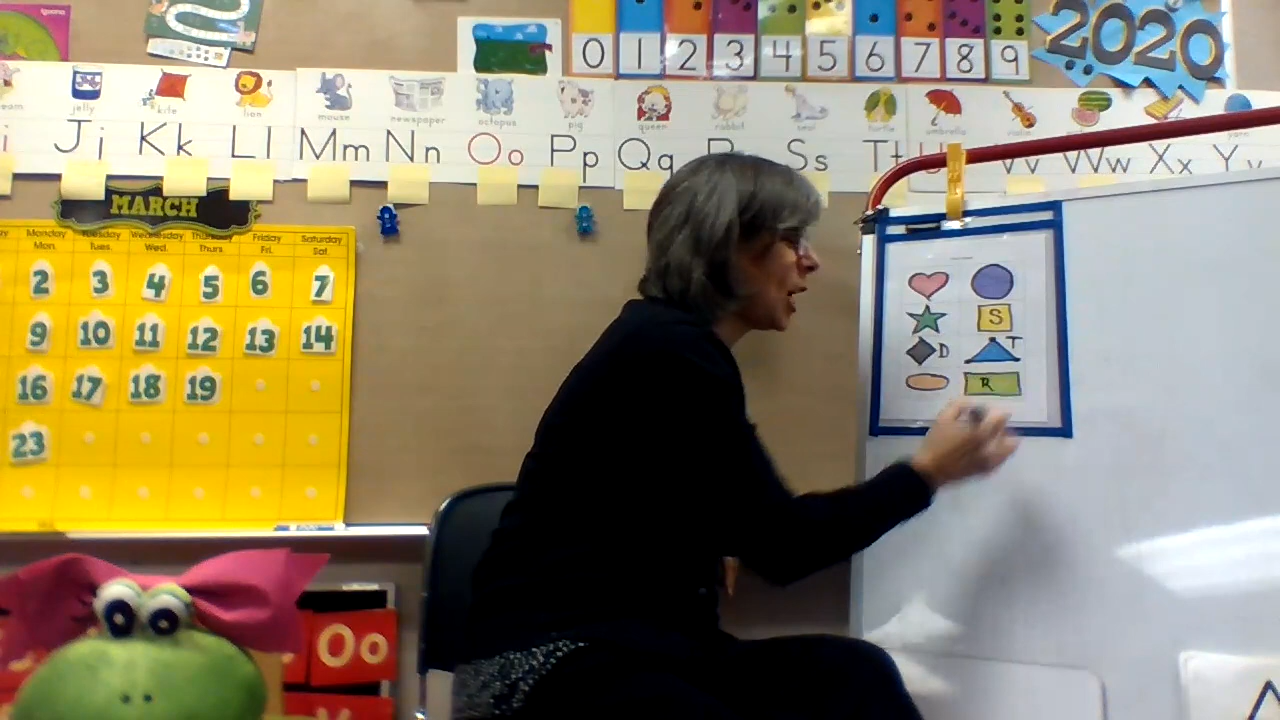 iguana
0 1 2 3 4 5 6 7 8 9
2020
jelly kite lion mouse newspaper octopus pig queen rabbit seal turtle umbrella violin
i Jj Kk Ll Mm Nn Oo Pp Qq R Ss Tt U Vv Ww Xx Yy
MARCH
Monday Tuesday Wednesday Thursday Friday Saturday
Mon. Tues. Wed. Thurs. Fri. Sat.
2 3 4 5 6 7
9 10 11 12 13 14
16 17 18 19
23
S
D T
R
Oo